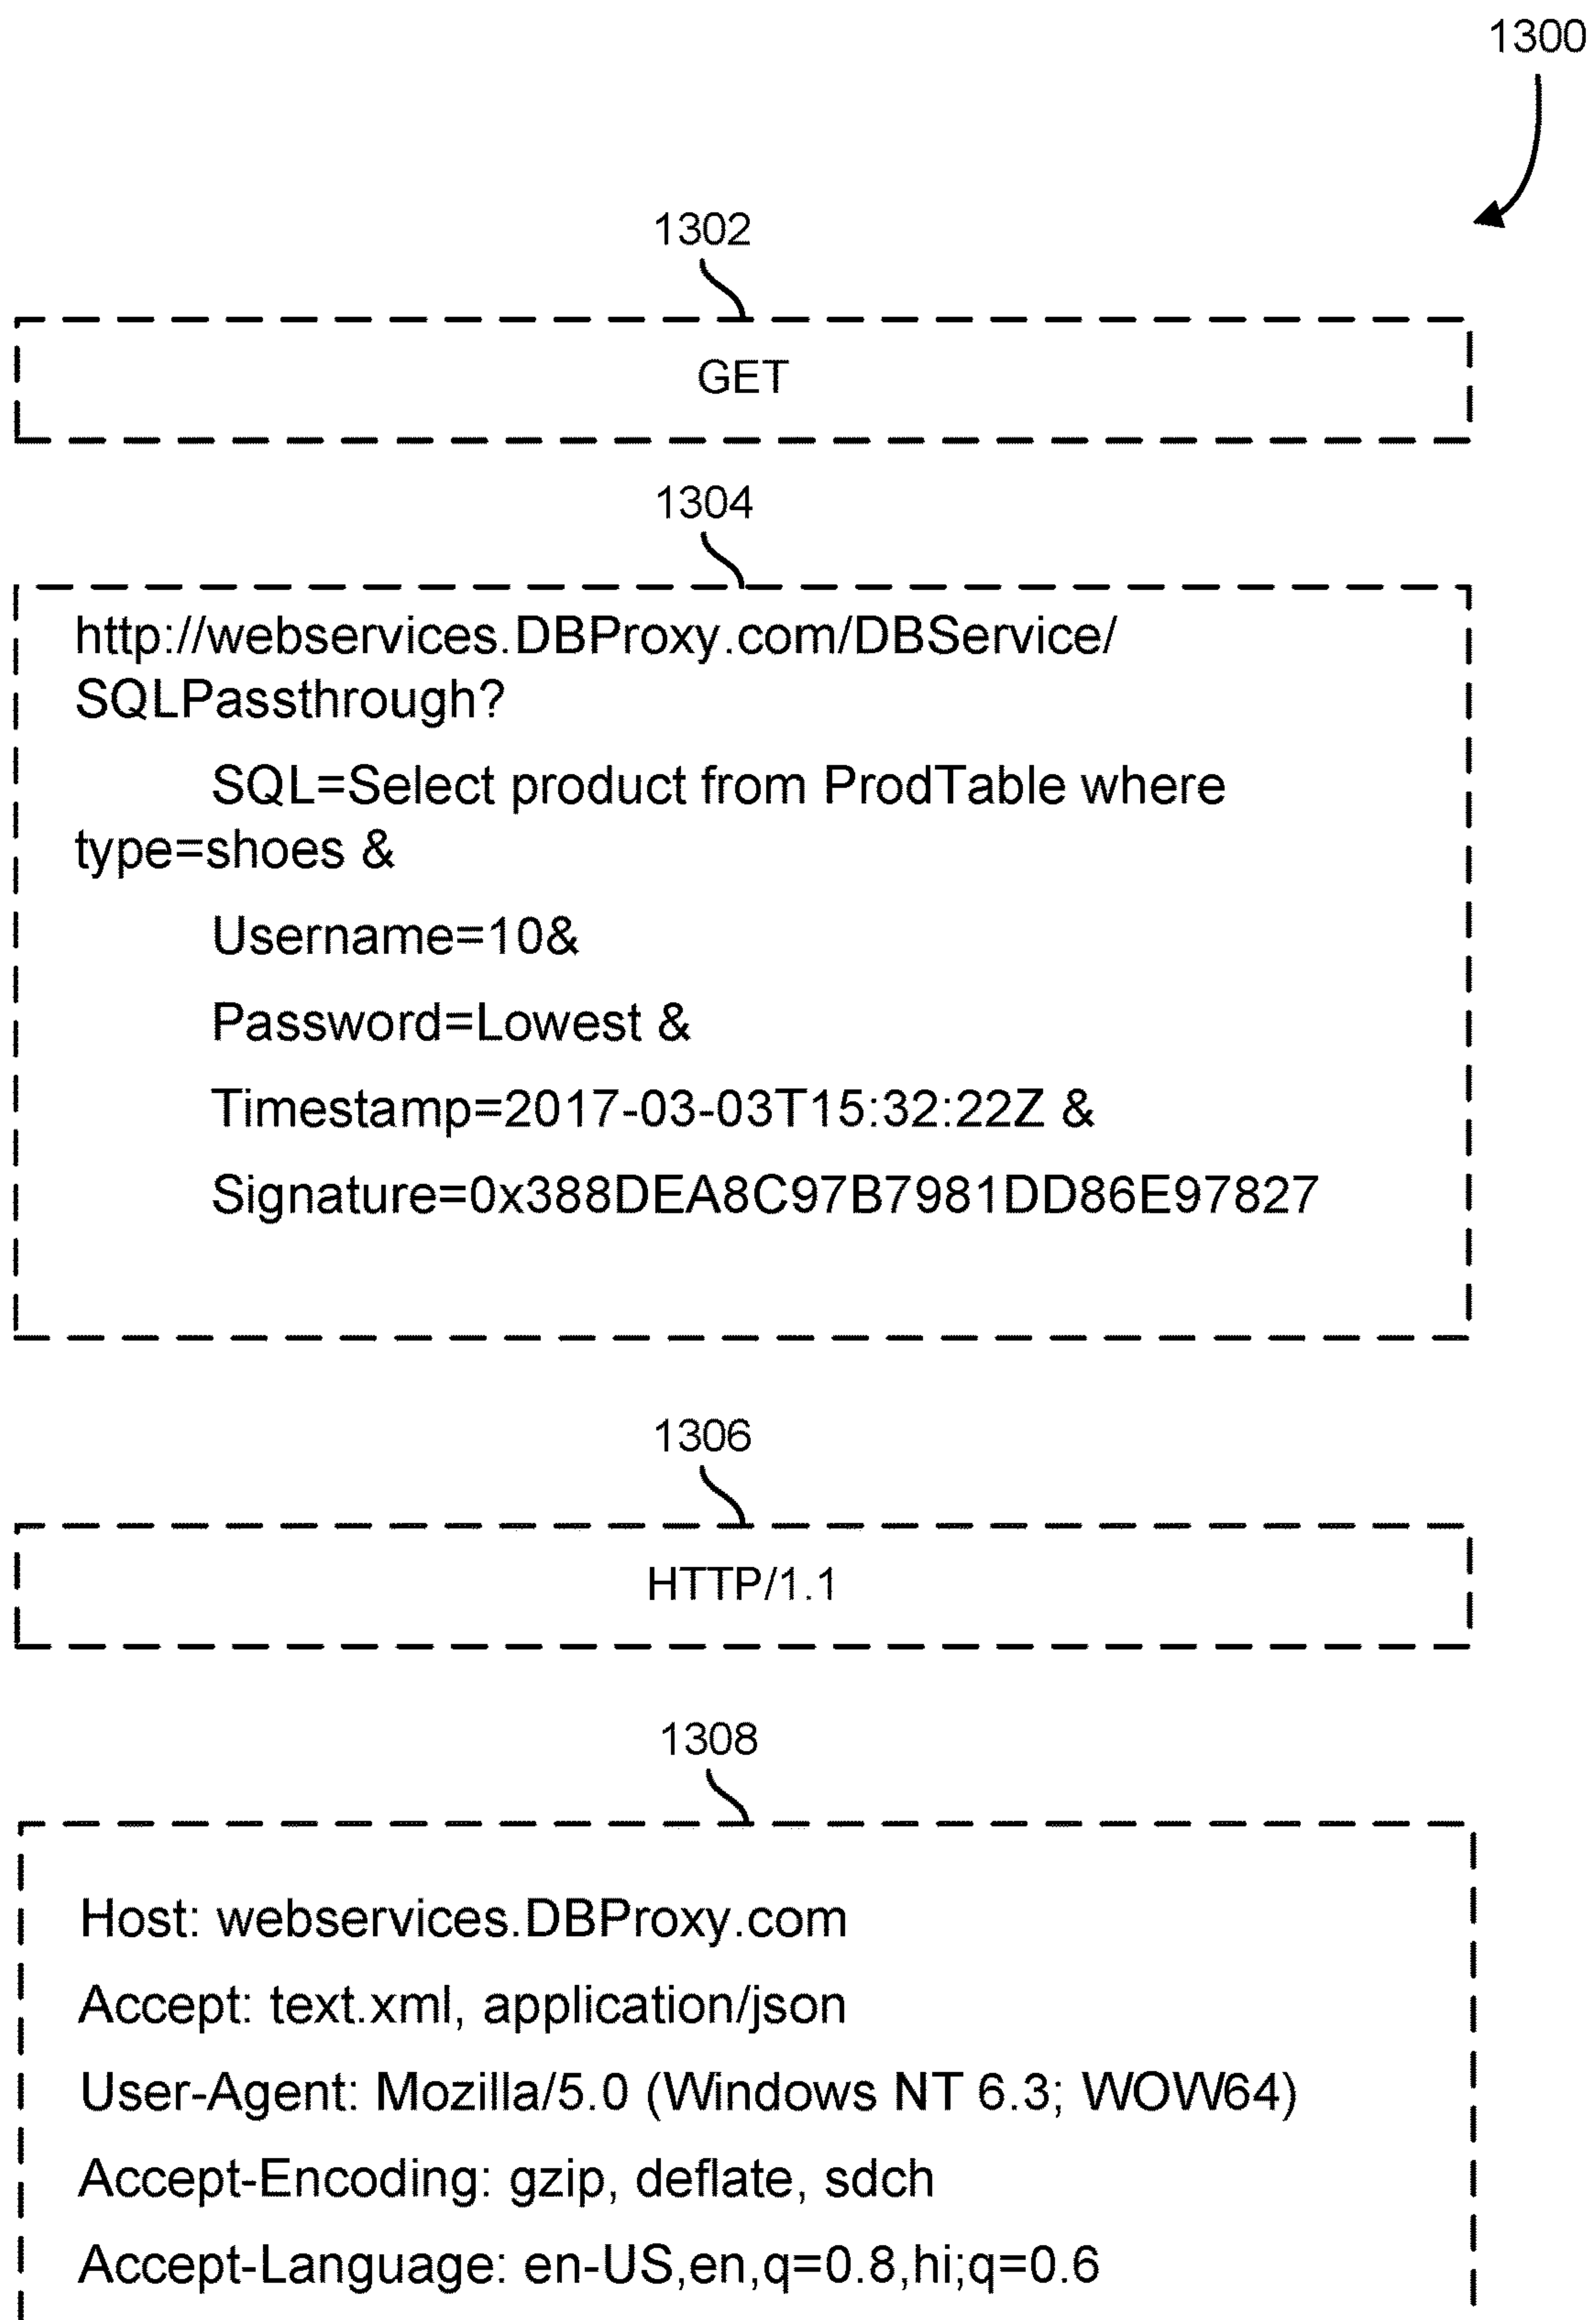 1300
1302
GET
1304
http://webservices.DBProxy.com/DBService/
SQLPassthrough?
SQL=Select product from ProdTable where
type=shoes &
Username=10&
Password=Lowest &
Timestamp=2017-03-03T15:32:22Z &
Signature=0x388DEA8C97B7981DD86E97827
1306
HTTP/1.1
1308
Host: webservices.DBProxy.com
Accept: text.xml, application/json
User-Agent: Mozilla/5.0 (Windows NT 6.3; WOW64)
Accept-Encoding: gzip, deflate, sdch
Accept-Language: en-US,en,q=0.8,hi;q=0.6